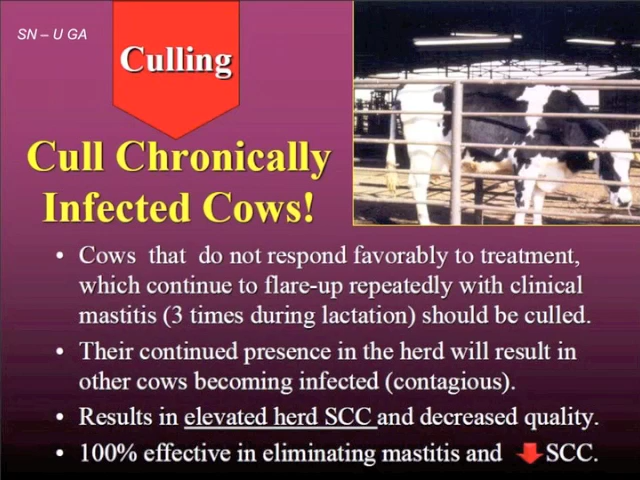 SN – U GA
Culling
Cull Chronically
Infected Cows!
• Cows that do not respond favorably to treatment,
which continue to flare-up repeatedly with clinical
mastitis (3 times during lactation) should be culled.
• Their continued presence in the herd will result in
other cows becoming infected (contagious).
• Results in elevated herd SCC and decreased quality.
• 100% effective in eliminating mastitis and SCC.